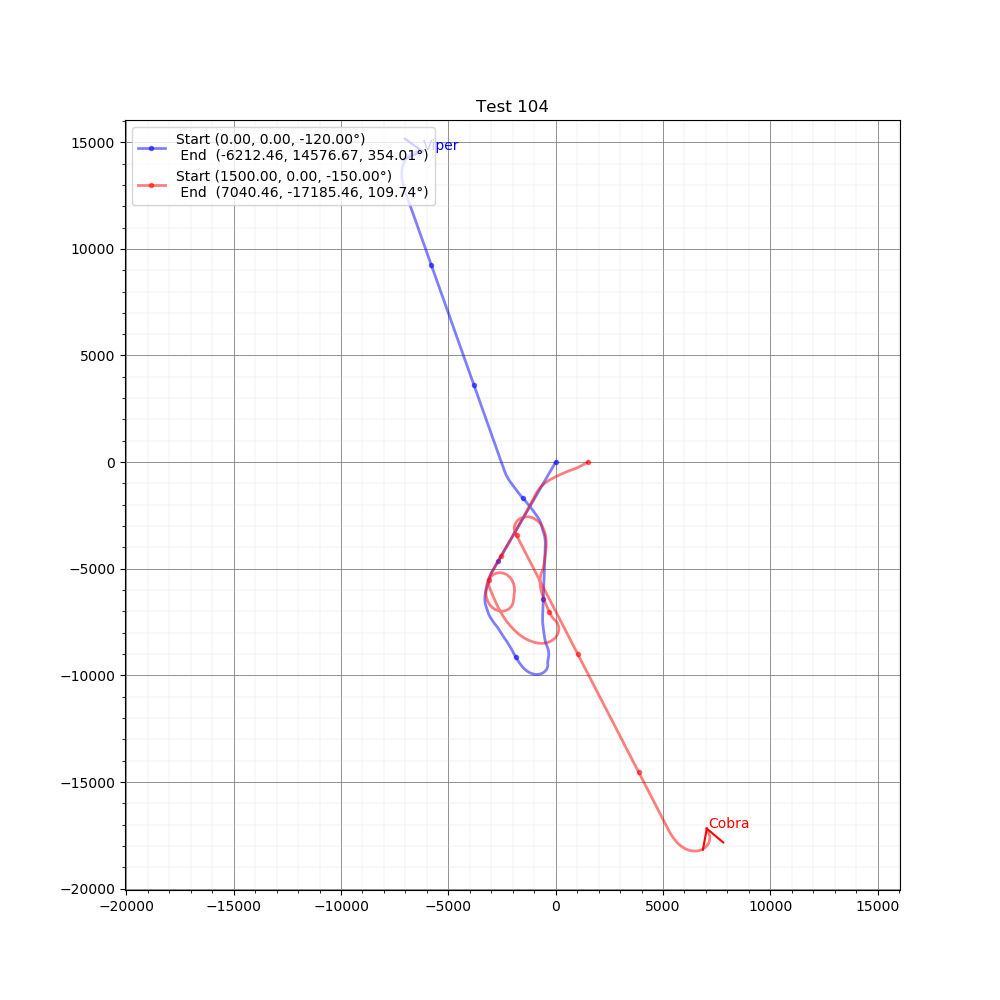 Test 104
Start (0.00, 0.00, -120.00°)
End (-6212.46, 14576.67, 354.01°)
Start (1500.00, 0.00, -150.00°)
End (7040.46, -17185.46, 109.74°)
Viper
15000
10000
5000
0
−5000
−10000
−15000
−20000
Cobra
−20000 −15000 −10000 −5000 0 5000 10000 15000